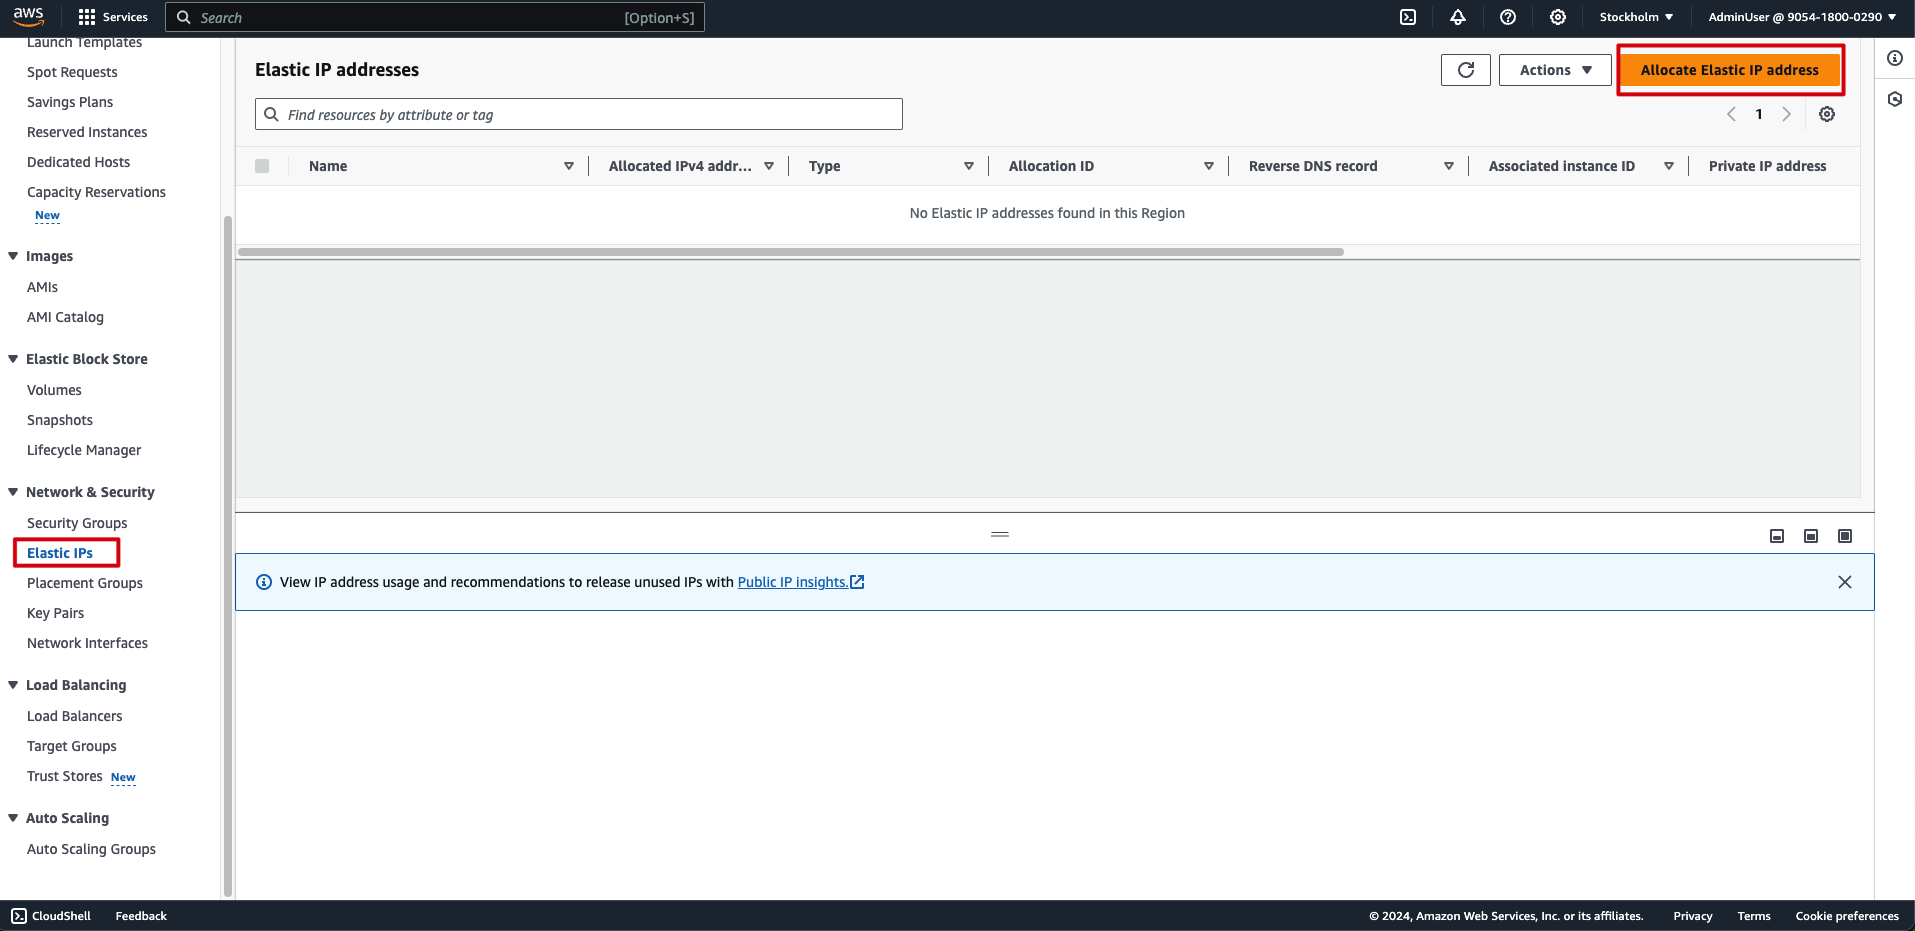 aws
Services
Search
[Option+S]
Stockholm ▼
AdminUser @ 9054-1800-0290 ▼
Launch Templates
Spot Requests
Savings Plans
Reserved Instances
Dedicated Hosts
Capacity Reservations
New
Images
AMIs
AMI Catalog
Elastic Block Store
Volumes
Snapshots
Lifecycle Manager
Network & Security
Security Groups
Elastic IPs
Placement Groups
Key Pairs
Network Interfaces
Load Balancing
Load Balancers
Target Groups
Trust Stores New
Auto Scaling
Auto Scaling Groups
Elastic IP addresses
Actions ▼
Allocate Elastic IP address
Find resources by attribute or tag
1
Name
Allocated IPv4 addr...
Type
Allocation ID
Reverse DNS record
Associated instance ID
Private IP address
No Elastic IP addresses found in this Region
View IP address usage and recommendations to release unused IPs with Public IP insights.
CloudShell
Feedback
© 2024, Amazon Web Services, Inc. or its affiliates.
Privacy
Terms
Cookie preferences